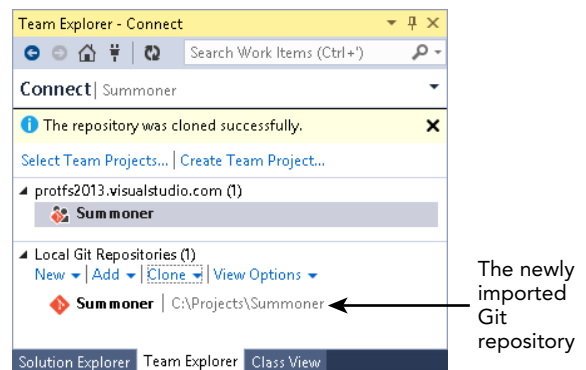 Team Explorer - Connect
Search Work Items (Ctrl+')
Connect | Summoner
The repository was cloned successfully.
Select Team Projects... | Create Team Project...
protfs2013.visualstudio.com (1)
Summoner
Local Git Repositories (1)
New | Add | Clone | View Options
Summoner | C:\Projects\Summoner
The newly
imported
Git
repository
Solution Explorer Team Explorer Class View